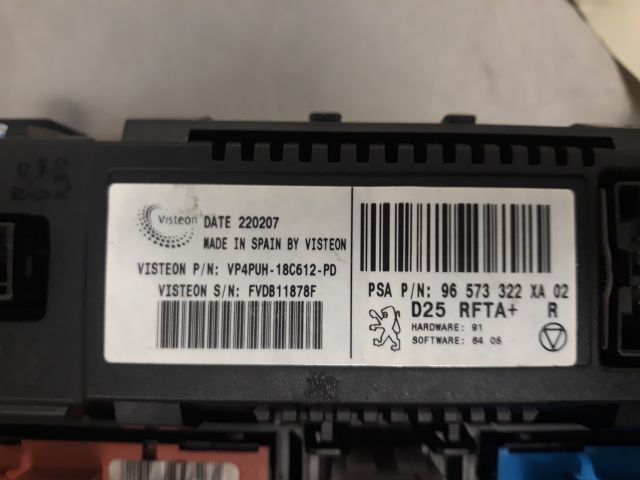 Visteon
DATE 220207
MADE IN SPAIN BY VISTEON
VISTEON P/N: VP4PUH-18C612-PD
VISTEON S/N: FVDB11878F
PSA P/N: 96 573 322 XA 02
D25 RFTA+ R
HARDWARE: 91
SOFTWARE: 64 05